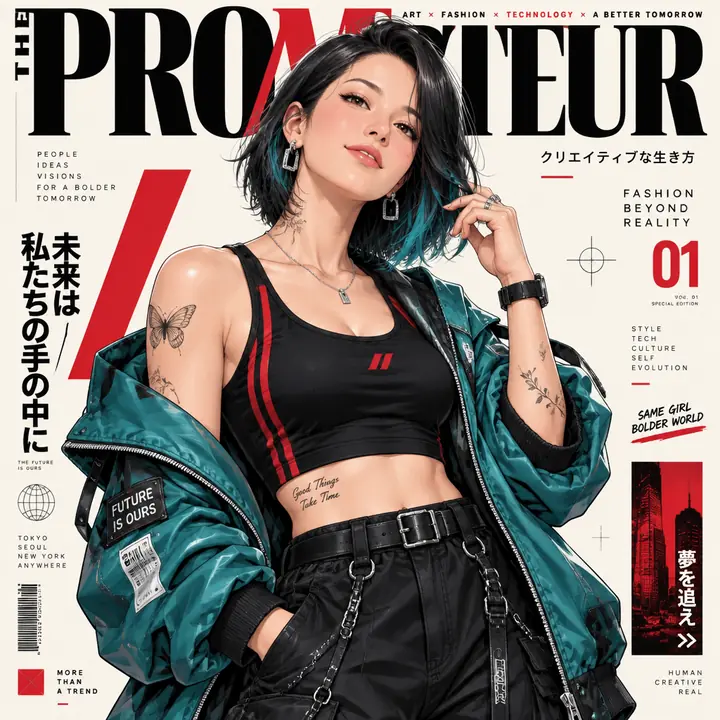 THE
PROMPTEUR
ART × FASHION × TECHNOLOGY × A BETTER TOMORROW
PEOPLE
IDEAS
VISIONS
FOR A BOLDER
TOMORROW
クリエイティブな生き方
FASHION
BEYOND
REALITY
01
VOL. 01
SPECIAL EDITION
未来は
私たちの手の中に
THE FUTURE
IS OURS
STYLE
TECH
CULTURE
SELF
EVOLUTION
SAME GIRL
BOLDER WORLD
Good Things
Take Time
FUTURE
IS OURS
TOKYO
SEOUL
NEW YORK
ANYWHERE
夢を追え
MORE
THAN
A TREND
HUMAN
CREATIVE
REAL